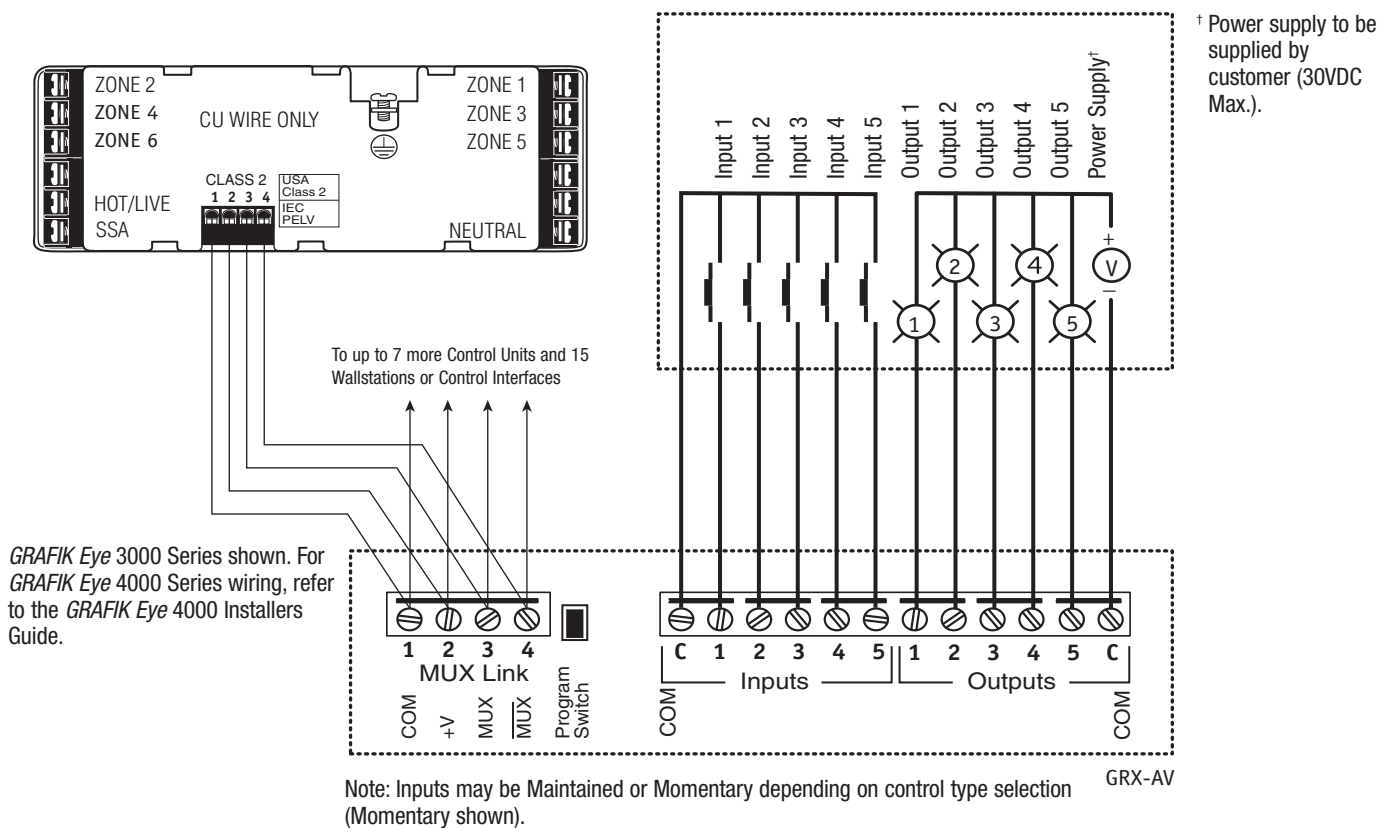 † Power supply to be
supplied by
customer (30VDC
Max.).
ZONE 2
ZONE 4
ZONE 6
CU WIRE ONLY
ZONE 1
ZONE 3
ZONE 5
HOT/LIVE
SSA
CLASS 2
1 2 3 4
USA
Class 2
IEC
PELV
NEUTRAL
Input 1
Input 2
Input 3
Input 4
Input 5
Output 1
Output 2
Output 3
Output 4
Output 5
Power Supply†
1
2
3
4
5
+
V
–
To up to 7 more Control Units and 15
Wallstations or Control Interfaces
GRAFIK Eye 3000 Series shown. For
GRAFIK Eye 4000 Series wiring, refer
to the GRAFIK Eye 4000 Installers
Guide.
1 2 3 4
MUX Link
COM
+V
MUX
M̅U̅X̅
Program
Switch
C 1 2 3 4 5 1 2 3 4 5 C
Inputs
Outputs
COM
COM
GRX-AV
Note: Inputs may be Maintained or Momentary depending on control type selection
(Momentary shown).